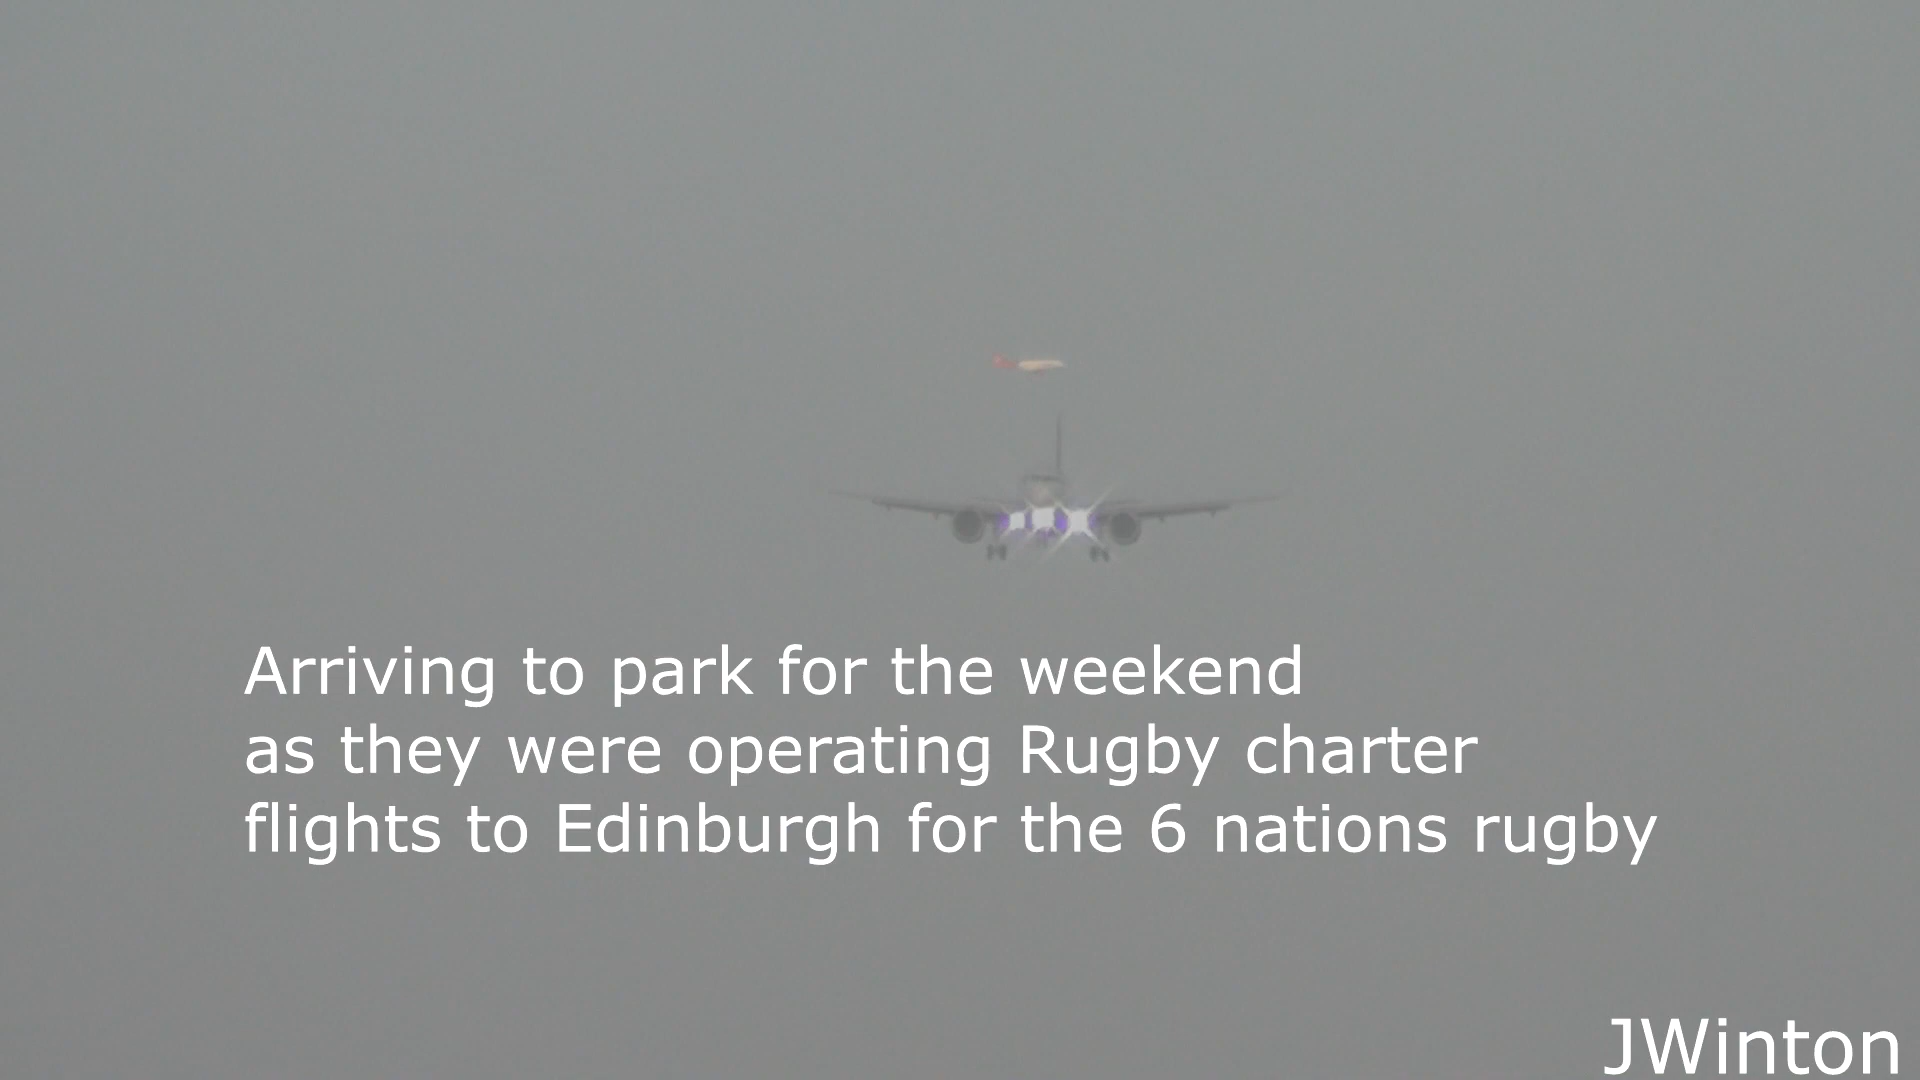 Arriving to park for the weekend
as they were operating Rugby charter
flights to Edinburgh for the 6 nations rugby
JWinton